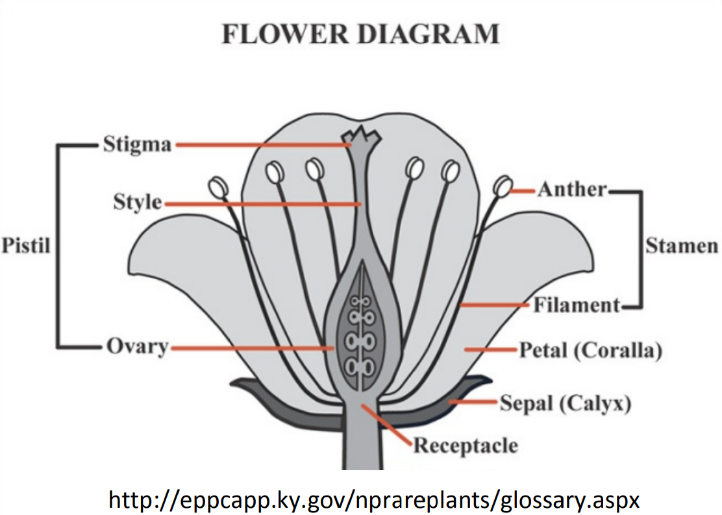 FLOWER DIAGRAM
Stigma
Anther
Style
Pistil
Stamen
Filament
Ovary
Petal (Coralla)
Sepal (Calyx)
Receptacle
http://eppcapp.ky.gov/nprareplants/glossary.aspx